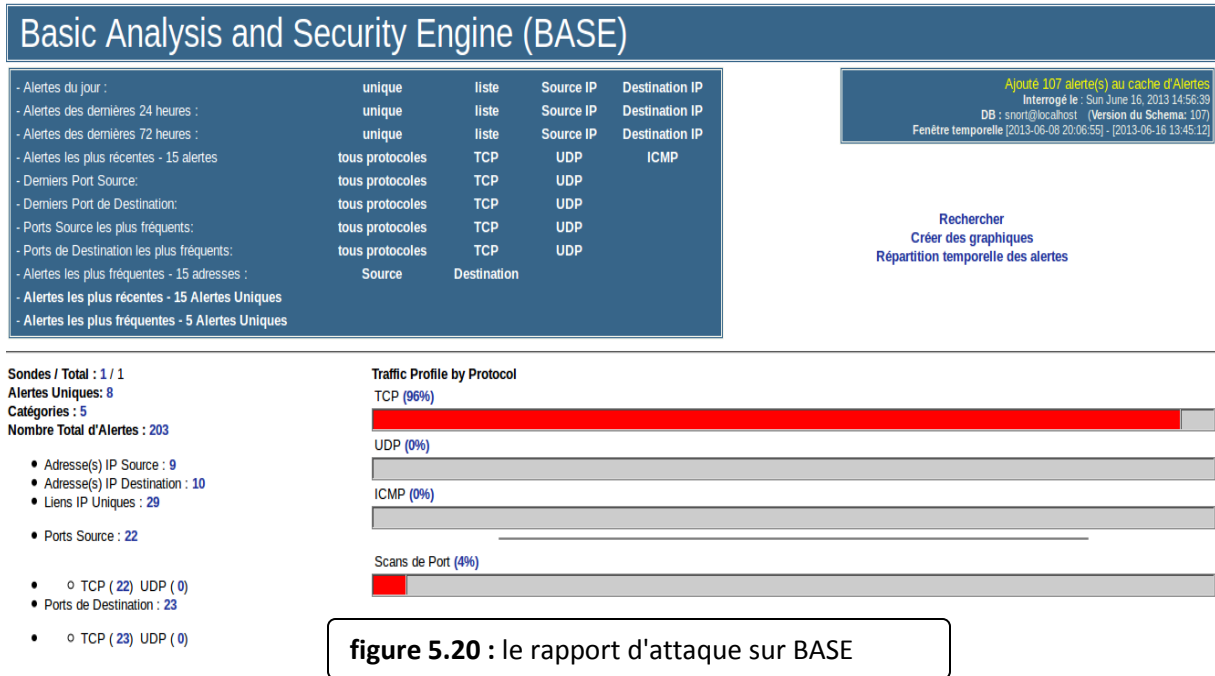 Basic Analysis and Security Engine (BASE)
- Alertes du jour : unique liste Source IP Destination IP
- Alertes des dernières 24 heures : unique liste Source IP Destination IP
- Alertes des dernières 72 heures : unique liste Source IP Destination IP
- Alertes les plus récentes - 15 alertes tous protocoles TCP UDP ICMP
- Derniers Port Source: tous protocoles TCP UDP
- Derniers Port de Destination: tous protocoles TCP UDP
- Ports Source les plus fréquents: tous protocoles TCP UDP
- Ports de Destination les plus fréquents: tous protocoles TCP UDP
- Alertes les plus fréquentes - 15 adresses : Source Destination
- Alertes les plus récentes - 15 Alertes Uniques
- Alertes les plus fréquentes - 5 Alertes Uniques
Ajouté 107 alerte(s) au cache d'Alertes
Interrogé le : Sun June 16, 2013 14:56:39
DB : snort@localhost (Version du Schema: 107)
Fenêtre temporelle [2013-06-08 20:06:55] - [2013-06-16 13:45:12]
Rechercher
Créer des graphiques
Répartition temporelle des alertes
Sondes / Total : 1 / 1
Alertes Uniques: 8
Catégories : 5
Nombre Total d'Alertes : 203
• Adresse(s) IP Source : 9
• Adresse(s) IP Destination : 10
• Liens IP Uniques : 29
• Ports Source : 22
• ○ TCP ( 22) UDP ( 0)
• Ports de Destination : 23
• ○ TCP ( 23) UDP ( 0)
Traffic Profile by Protocol
TCP (96%)
UDP (0%)
ICMP (0%)
Scans de Port (4%)
figure 5.20 : le rapport d'attaque sur BASE